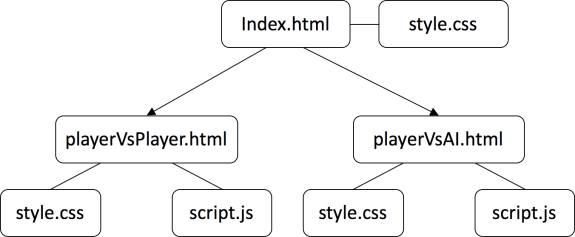 Index.html
style.css
playerVsPlayer.html
playerVsAI.html
style.css
script.js
style.css
script.js